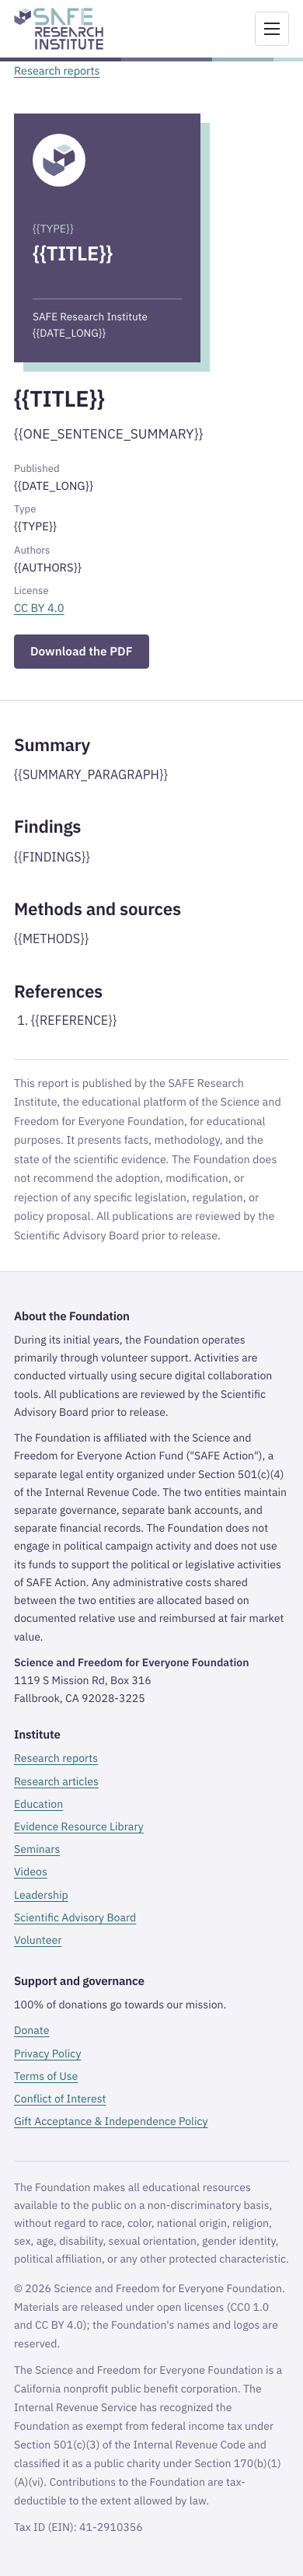 SAFE
RESEARCH
INSTITUTE
Research reports
{{TYPE}}
{{TITLE}}
SAFE Research Institute
{{DATE_LONG}}
{{TITLE}}
{{ONE_SENTENCE_SUMMARY}}
Published
{{DATE_LONG}}
Type
{{TYPE}}
Authors
{{AUTHORS}}
License
CC BY 4.0
Download the PDF
Summary
{{SUMMARY_PARAGRAPH}}
Findings
{{FINDINGS}}
Methods and sources
{{METHODS}}
References
1. {{REFERENCE}}
This report is published by the SAFE Research
Institute, the educational platform of the Science and
Freedom for Everyone Foundation, for educational
purposes. It presents facts, methodology, and the
state of the scientific evidence. The Foundation does
not recommend the adoption, modification, or
rejection of any specific legislation, regulation, or
policy proposal. All publications are reviewed by the
Scientific Advisory Board prior to release.
About the Foundation
During its initial years, the Foundation operates
primarily through volunteer support. Activities are
conducted virtually using secure digital collaboration
tools. All publications are reviewed by the Scientific
Advisory Board prior to release.
The Foundation is affiliated with the Science and
Freedom for Everyone Action Fund ("SAFE Action"), a
separate legal entity organized under Section 501(c)(4)
of the Internal Revenue Code. The two entities maintain
separate governance, separate bank accounts, and
separate financial records. The Foundation does not
engage in political campaign activity and does not use
its funds to support the political or legislative activities
of SAFE Action. Any administrative costs shared
between the two entities are allocated based on
documented relative use and reimbursed at fair market
value.
Science and Freedom for Everyone Foundation
1119 S Mission Rd, Box 316
Fallbrook, CA 92028-3225
Institute
Research reports
Research articles
Education
Evidence Resource Library
Seminars
Videos
Leadership
Scientific Advisory Board
Volunteer
Support and governance
100% of donations go towards our mission.
Donate
Privacy Policy
Terms of Use
Conflict of Interest
Gift Acceptance & Independence Policy
The Foundation makes all educational resources
available to the public on a non-discriminatory basis,
without regard to race, color, national origin, religion,
sex, age, disability, sexual orientation, gender identity,
political affiliation, or any other protected characteristic.
© 2026 Science and Freedom for Everyone Foundation.
Materials are released under open licenses (CC0 1.0
and CC BY 4.0); the Foundation's names and logos are
reserved.
The Science and Freedom for Everyone Foundation is a
California nonprofit public benefit corporation. The
Internal Revenue Service has recognized the
Foundation as exempt from federal income tax under
Section 501(c)(3) of the Internal Revenue Code and
classified it as a public charity under Section 170(b)(1)
(A)(vi). Contributions to the Foundation are tax-
deductible to the extent allowed by law.
Tax ID (EIN): 41-2910356